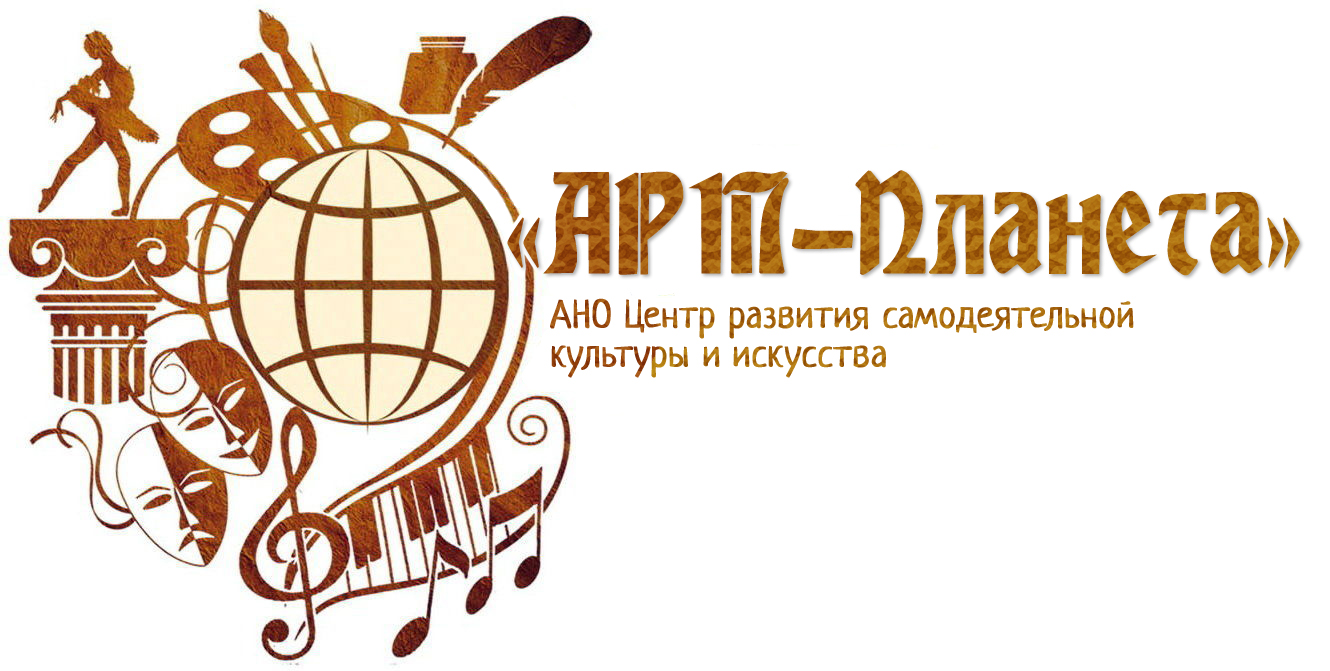 «АРТ-Планета»
АНО Центр развития самодеятельной
культуры и искусства